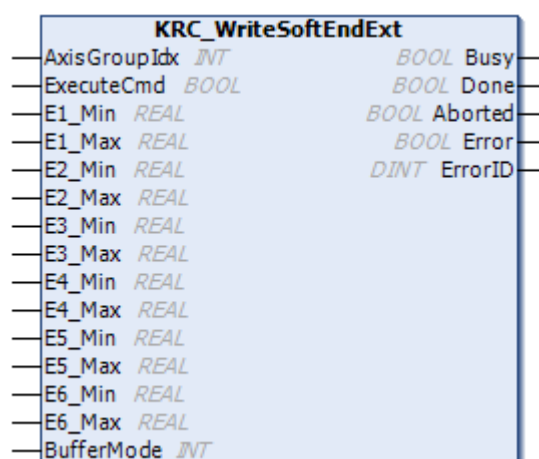 KRC_WriteSoftEndExt
AxisGroupIdx INT BOOL Busy
ExecuteCmd BOOL BOOL Done
E1_Min REAL BOOL Aborted
E1_Max REAL BOOL Error
E2_Min REAL DINT ErrorID
E2_Max REAL
E3_Min REAL
E3_Max REAL
E4_Min REAL
E4_Max REAL
E5_Min REAL
E5_Max REAL
E6_Min REAL
E6_Max REAL
BufferMode INT